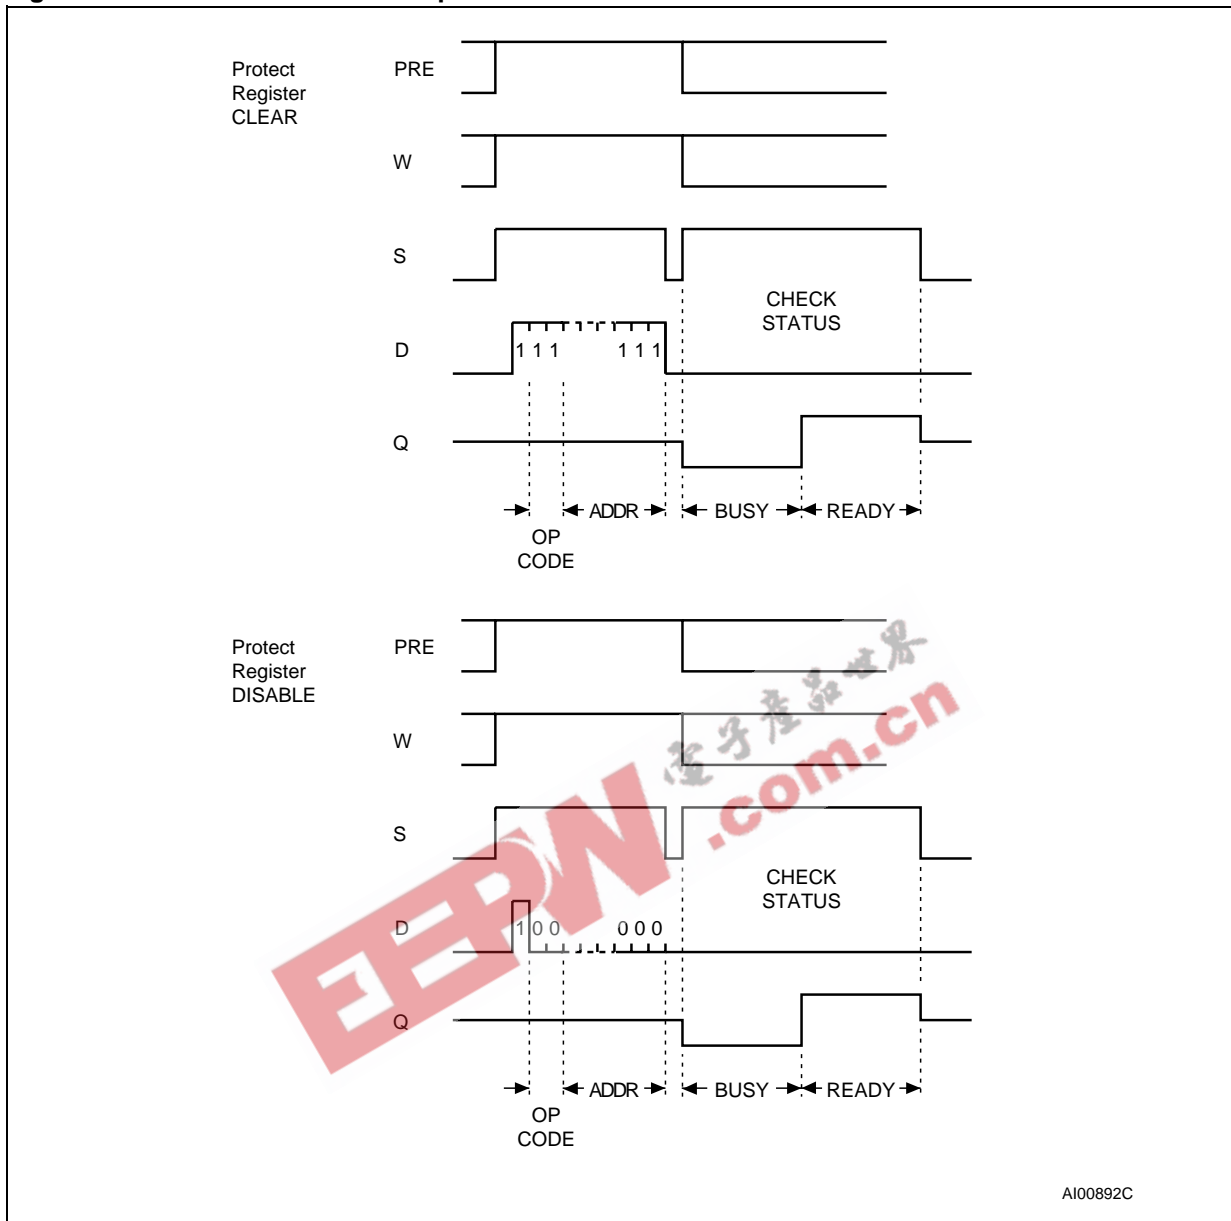 Protect
Register
CLEAR
PRE
W
S
CHECK
STATUS
D
1 1 1 1 1 1
Q
ADDR BUSY READY
OP
CODE
Protect
Register
DISABLE
PRE
W
S
CHECK
STATUS
D
1 0 0 0 0 0
Q
ADDR BUSY READY
OP
CODE
EEPW
.com.cn
電子產品世界
AI00892C